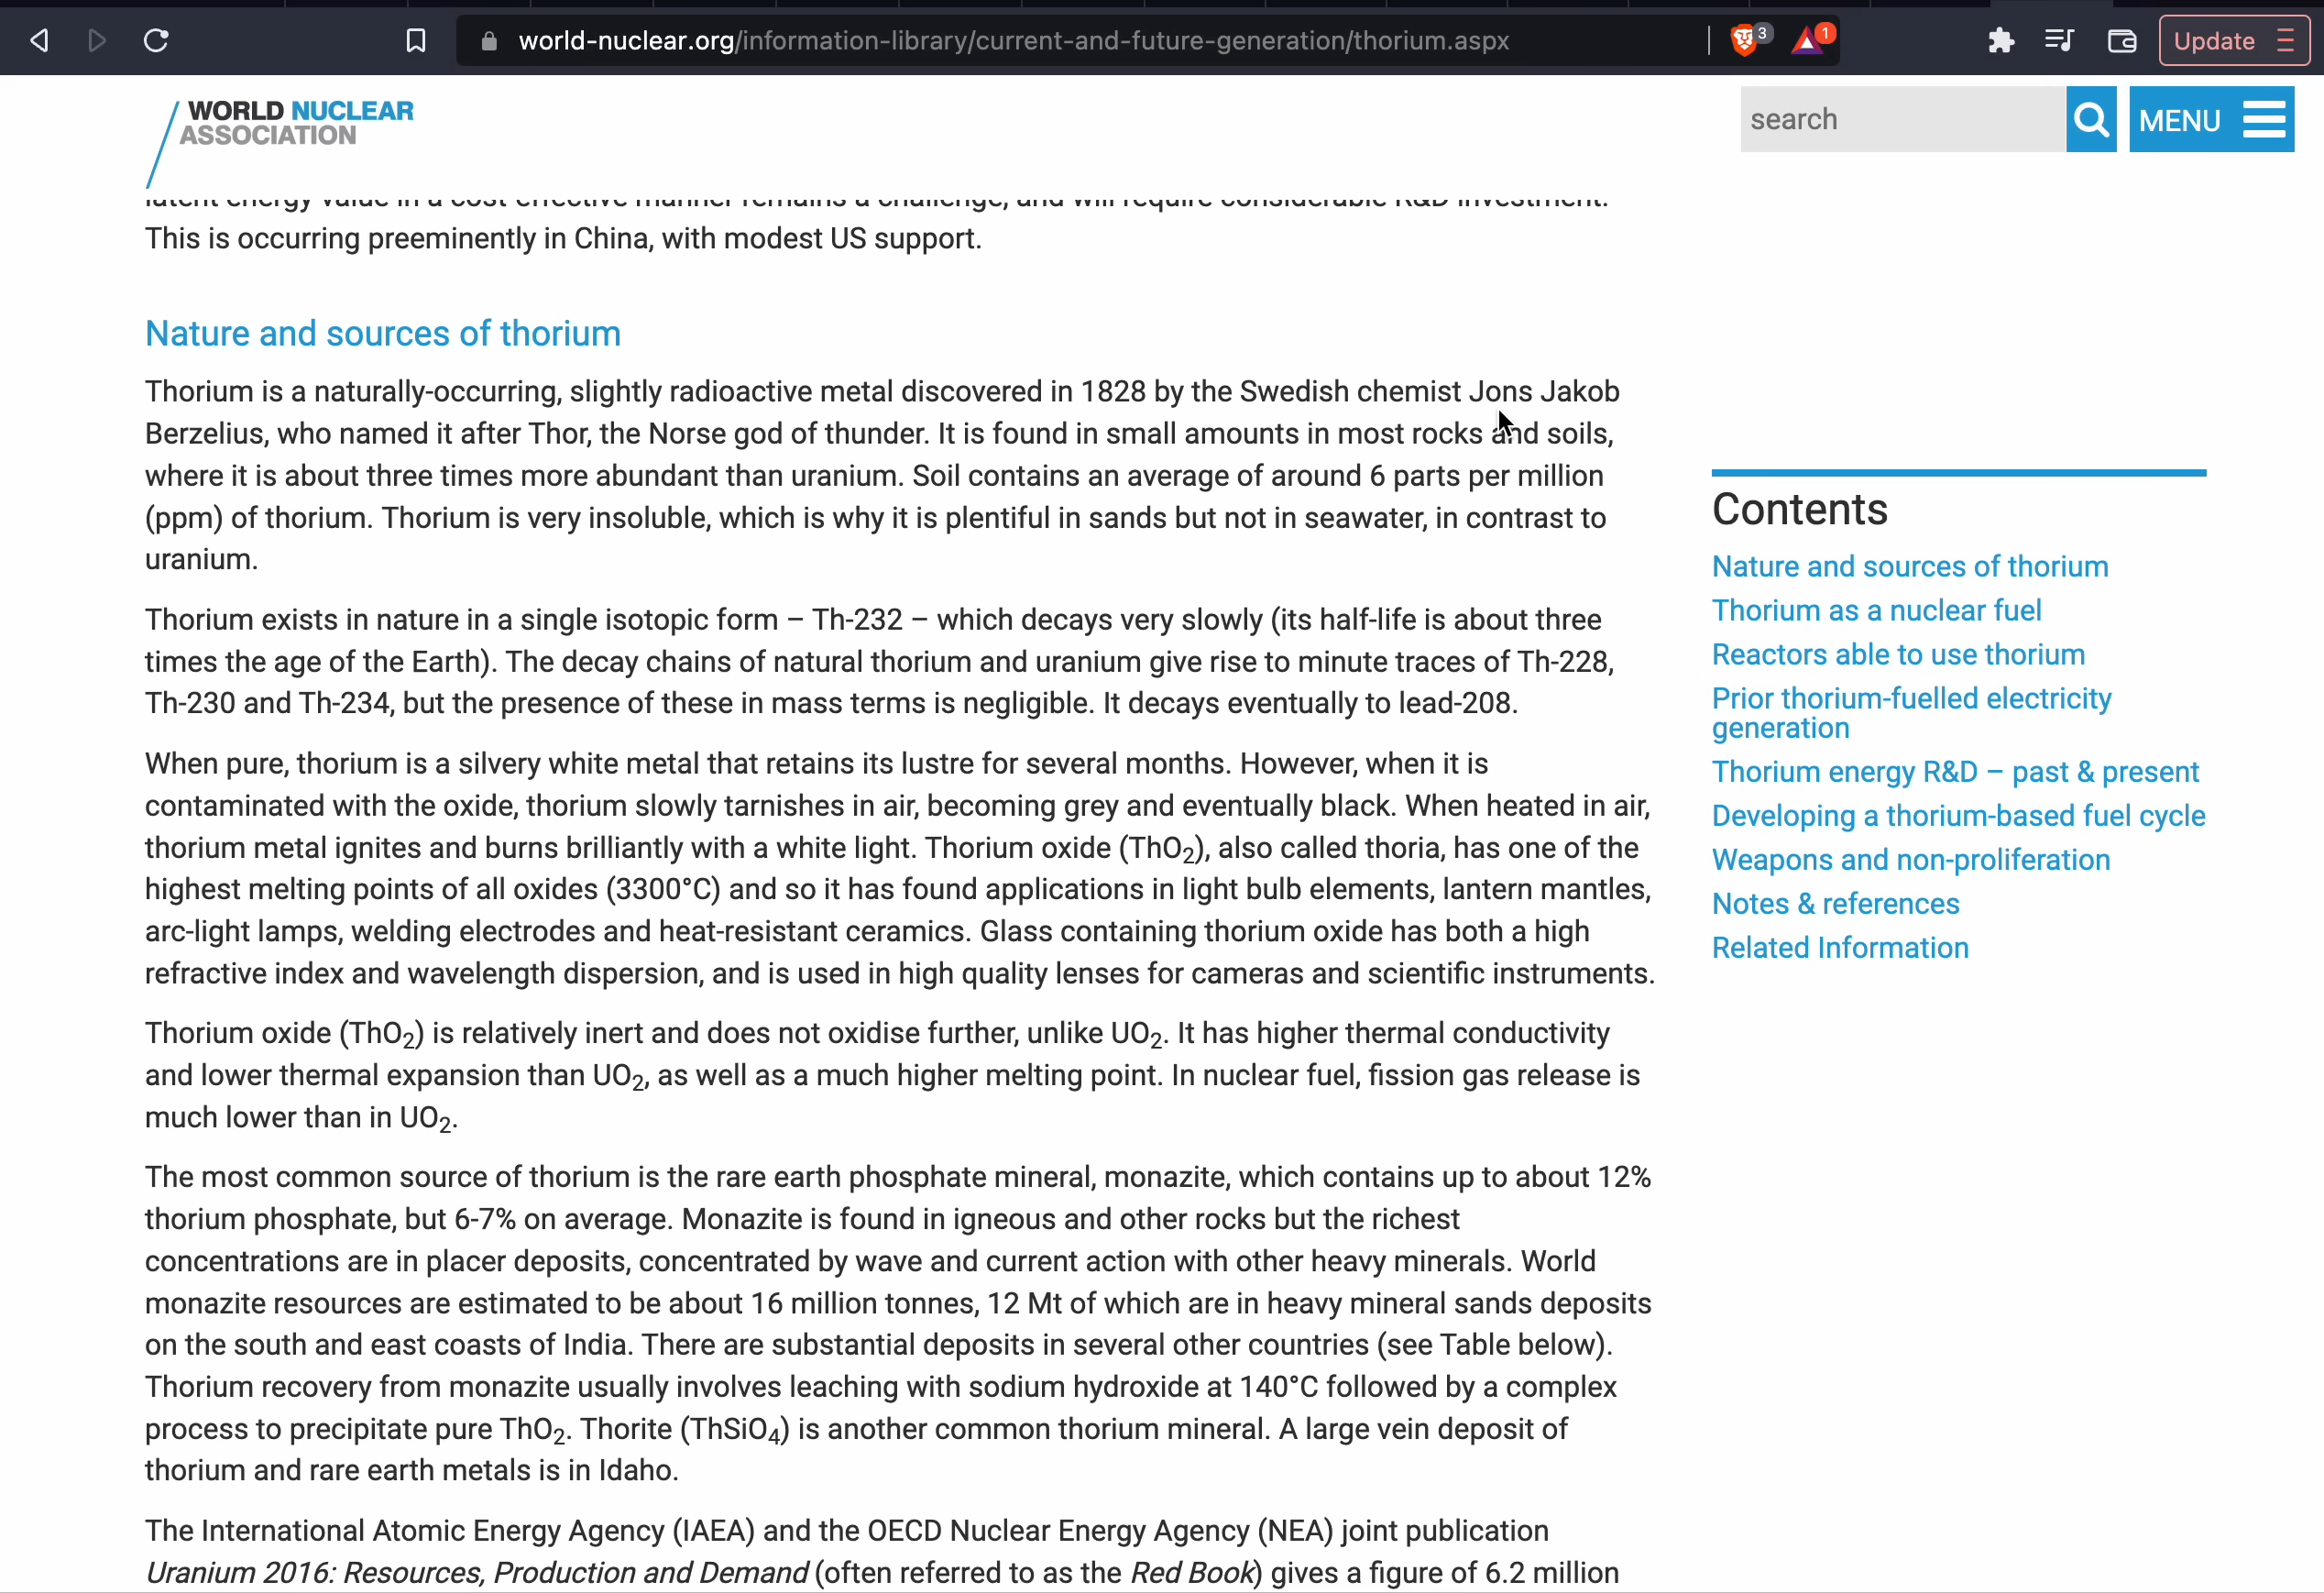 world-nuclear.org/information-library/current-and-future-generation/thorium.aspx
3
1
Update
WORLD NUCLEAR
ASSOCIATION
search
MENU
latent energy value in a cost effective manner remains a challenge, and will require considerable R&D investment.
This is occurring preeminently in China, with modest US support.
Nature and sources of thorium
Thorium is a naturally-occurring, slightly radioactive metal discovered in 1828 by the Swedish chemist Jons Jakob
Berzelius, who named it after Thor, the Norse god of thunder. It is found in small amounts in most rocks and soils,
where it is about three times more abundant than uranium. Soil contains an average of around 6 parts per million
(ppm) of thorium. Thorium is very insoluble, which is why it is plentiful in sands but not in seawater, in contrast to
uranium.
Thorium exists in nature in a single isotopic form – Th-232 – which decays very slowly (its half-life is about three
times the age of the Earth). The decay chains of natural thorium and uranium give rise to minute traces of Th-228,
Th-230 and Th-234, but the presence of these in mass terms is negligible. It decays eventually to lead-208.
When pure, thorium is a silvery white metal that retains its lustre for several months. However, when it is
contaminated with the oxide, thorium slowly tarnishes in air, becoming grey and eventually black. When heated in air,
thorium metal ignites and burns brilliantly with a white light. Thorium oxide (ThO2), also called thoria, has one of the
highest melting points of all oxides (3300°C) and so it has found applications in light bulb elements, lantern mantles,
arc-light lamps, welding electrodes and heat-resistant ceramics. Glass containing thorium oxide has both a high
refractive index and wavelength dispersion, and is used in high quality lenses for cameras and scientific instruments.
Thorium oxide (ThO2) is relatively inert and does not oxidise further, unlike UO2. It has higher thermal conductivity
and lower thermal expansion than UO2, as well as a much higher melting point. In nuclear fuel, fission gas release is
much lower than in UO2.
The most common source of thorium is the rare earth phosphate mineral, monazite, which contains up to about 12%
thorium phosphate, but 6-7% on average. Monazite is found in igneous and other rocks but the richest
concentrations are in placer deposits, concentrated by wave and current action with other heavy minerals. World
monazite resources are estimated to be about 16 million tonnes, 12 Mt of which are in heavy mineral sands deposits
on the south and east coasts of India. There are substantial deposits in several other countries (see Table below).
Thorium recovery from monazite usually involves leaching with sodium hydroxide at 140°C followed by a complex
process to precipitate pure ThO2. Thorite (ThSiO4) is another common thorium mineral. A large vein deposit of
thorium and rare earth metals is in Idaho.
The International Atomic Energy Agency (IAEA) and the OECD Nuclear Energy Agency (NEA) joint publication
Uranium 2016: Resources, Production and Demand (often referred to as the Red Book) gives a figure of 6.2 million
Contents
Nature and sources of thorium
Thorium as a nuclear fuel
Reactors able to use thorium
Prior thorium-fuelled electricity
generation
Thorium energy R&D – past & present
Developing a thorium-based fuel cycle
Weapons and non-proliferation
Notes & references
Related Information